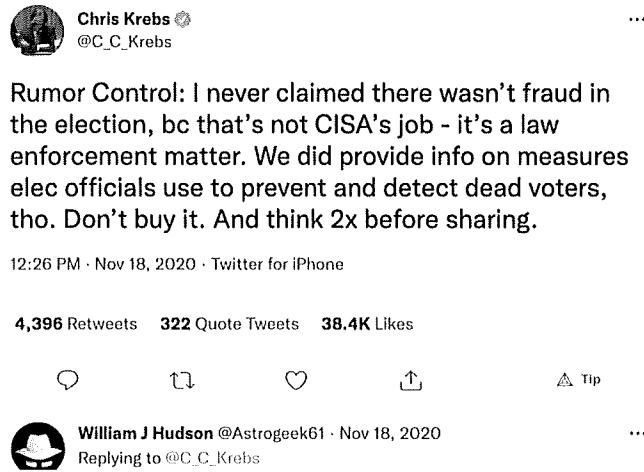 Chris Krebs
@C_C_Krebs
Rumor Control: I never claimed there wasn't fraud in
the election, bc that's not CISA's job - it's a law
enforcement matter. We did provide info on measures
elec officials use to prevent and detect dead voters,
tho. Don't buy it. And think 2x before sharing.
12:26 PM · Nov 18, 2020 · Twitter for iPhone
4,396 Retweets 322 Quote Tweets 38.4K Likes
Tip
William J Hudson @Astrogeek61 · Nov 18, 2020
Replying to @C_C_Krebs